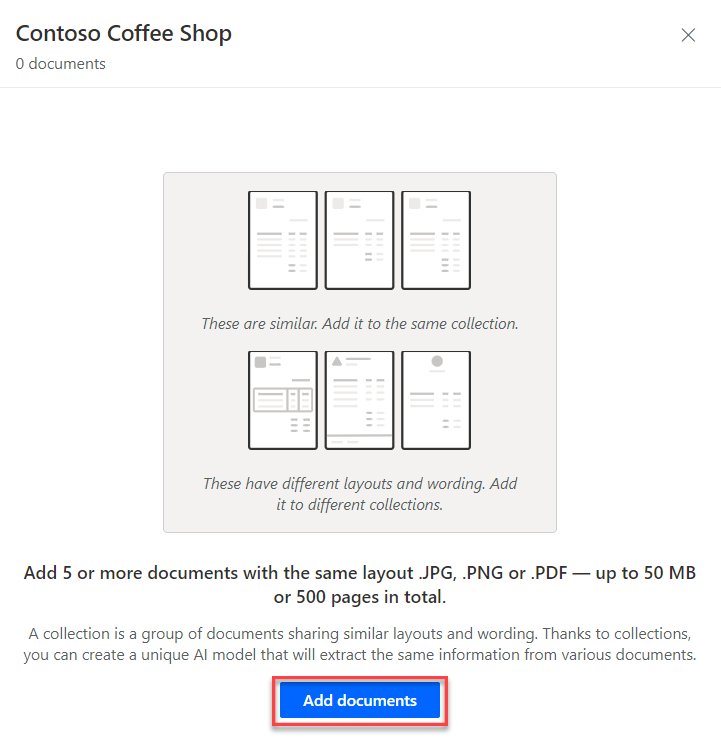 Contoso Coffee Shop
0 documents
These are similar. Add it to the same collection.
These have different layouts and wording. Add
it to different collections.
Add 5 or more documents with the same layout .JPG, .PNG or .PDF — up to 50 MB
or 500 pages in total.
A collection is a group of documents sharing similar layouts and wording. Thanks to collections,
you can create a unique AI model that will extract the same information from various documents.
Add documents